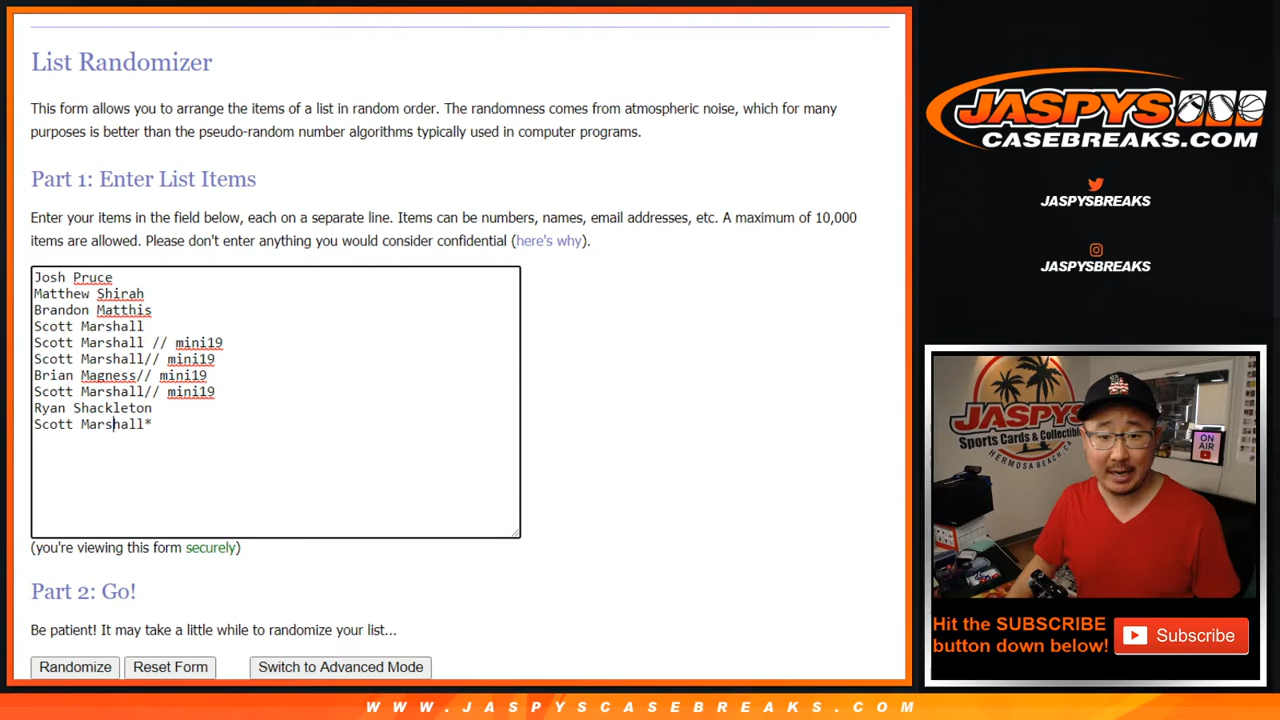 List Randomizer
This form allows you to arrange the items of a list in random order. The randomness comes from atmospheric noise, which for many
purposes is better than the pseudo-random number algorithms typically used in computer programs.
Part 1: Enter List Items
Enter your items in the field below, each on a separate line. Items can be numbers, names, email addresses, etc. A maximum of 10,000
items are allowed. Please don't enter anything you would consider confidential (here's why).
Josh Pruce
Matthew Shirah
Brandon Matthis
Scott Marshall
Scott Marshall // mini19
Scott Marshall// mini19
Brian Magness// mini19
Scott Marshall// mini19
Ryan Shackleton
Scott Marshall*
(you're viewing this form securely)
Part 2: Go!
Be patient! It may take a little while to randomize your list...
Randomize
Reset Form
Switch to Advanced Mode
JASPYS
CASEBREAKS.COM
JASPYSBREAKS
JASPYSBREAKS
JASPYS
Sports Cards & Collectibles
HERMOSA BEACH, CA
ON
AIR
Hit the SUBSCRIBE
button down below!
Subscribe
WWW.JASPYSCASEBREAKS.COM